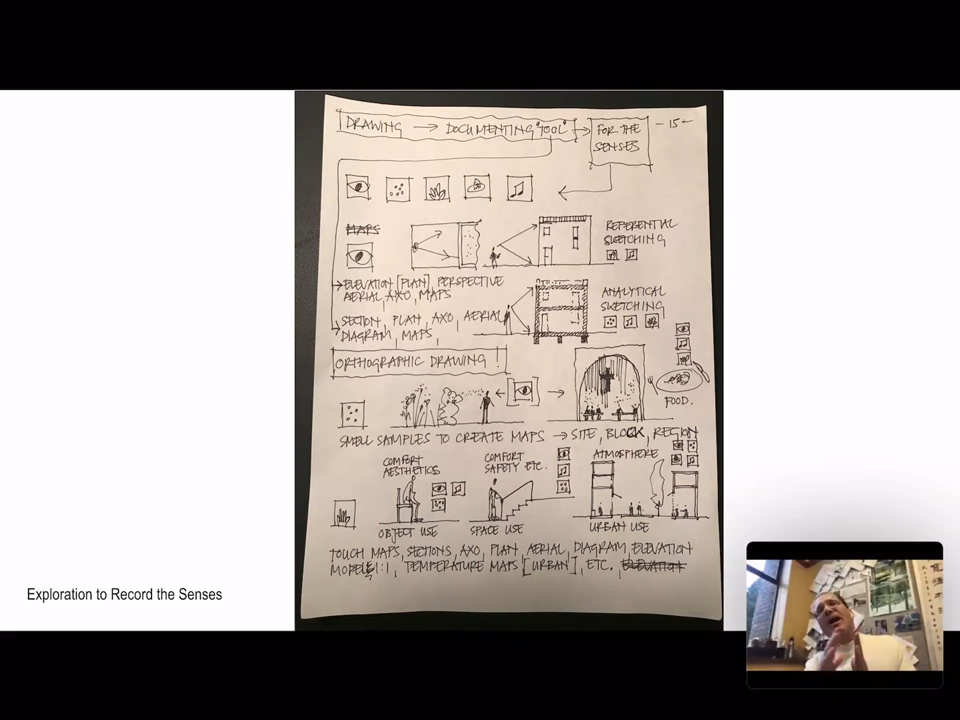 DRAWING → DOCUMENTING "TOOL" → FOR THE SENSES
- 15 -
MAPS
REFERENTIAL
SKETCHING
ELEVATION [PLAN], PERSPECTIVE
AERIAL, AXO, MAPS
ANALYTICAL
SKETCHING
SECTION, PLAN, AXO, AERIAL
DIAGRAM, MAPS,
ORTHOGRAPHIC DRAWING !
FOOD.
SMELL SAMPLES TO CREATE MAPS → SITE, BLOCK, REGION
COMFORT
AESTHETICS
COMFORT
SAFETY ETC.
ATMOSPHERE
OBJECT USE
SPACE USE
URBAN USE
TOUCH MAPS, SECTIONS, AXO, PLAN, AERIAL, DIAGRAM, ELEVATION
MODELS 1:1, TEMPERATURE MAPS [URBAN], ETC., ELEVATION
Exploration to Record the Senses